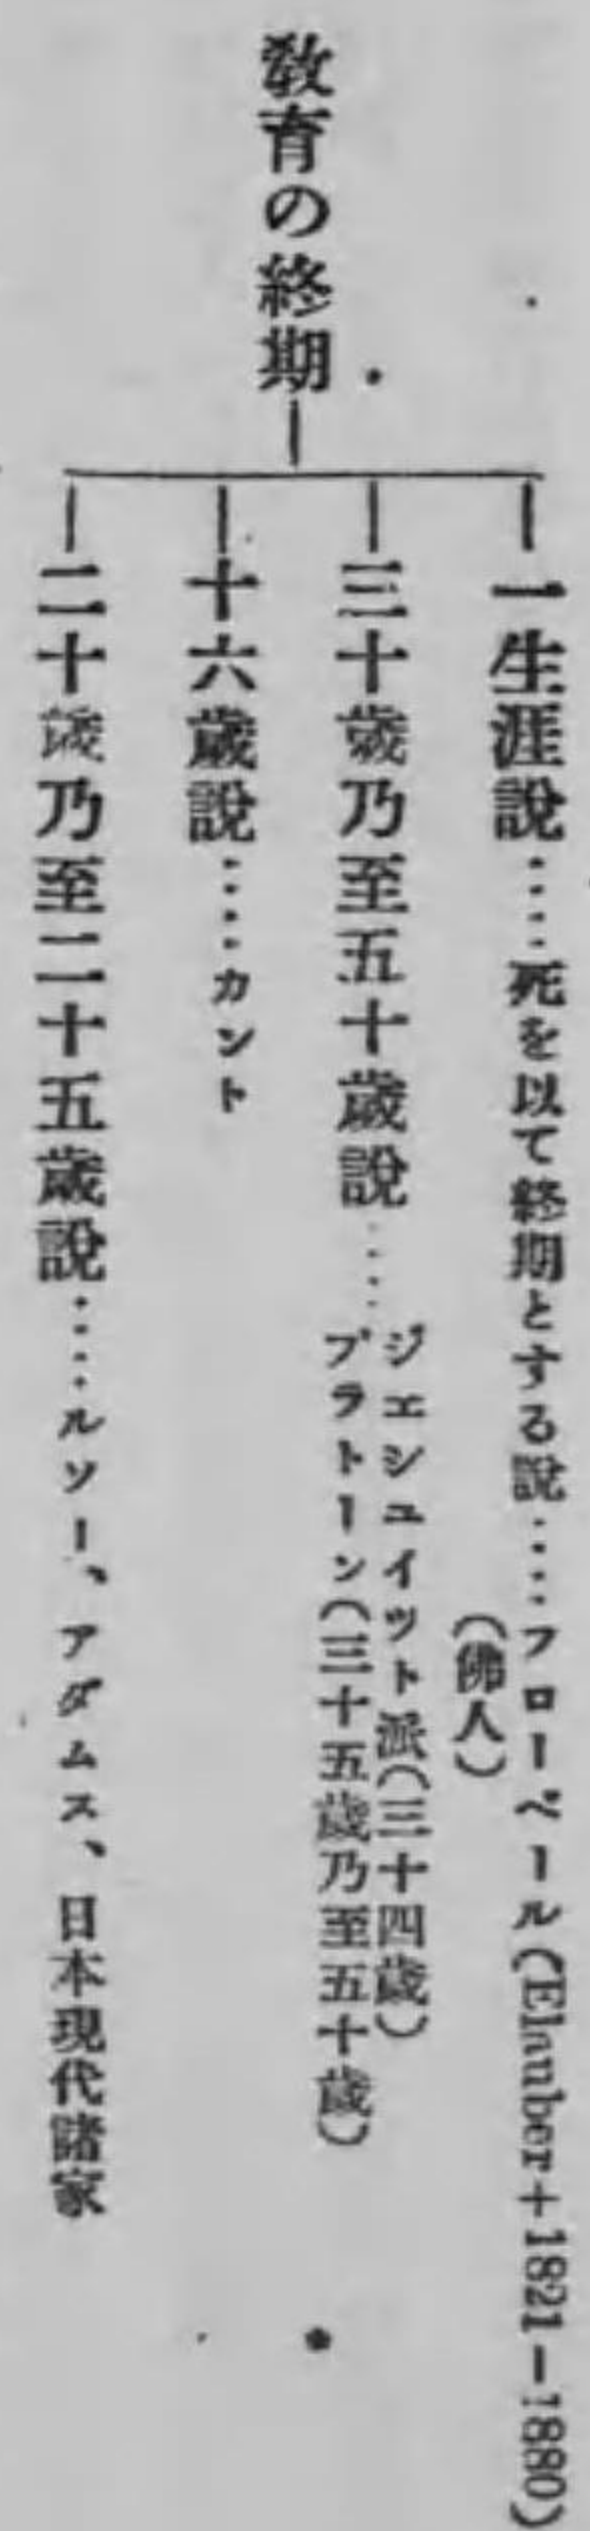 教育の終期
一生涯說‥‥死を以て終期とする說‥‥フローベール(Elauber+1821—1880)
(佛人)
三十歲乃至五十歲說‥‥
ジエシユイット派(三十四歲)
プラトーン(三十五歲乃至五十歲)
十六歲說‥‥カント
二十歲乃至二十五歲說‥‥ルソー、アダムス、日本現代諸家